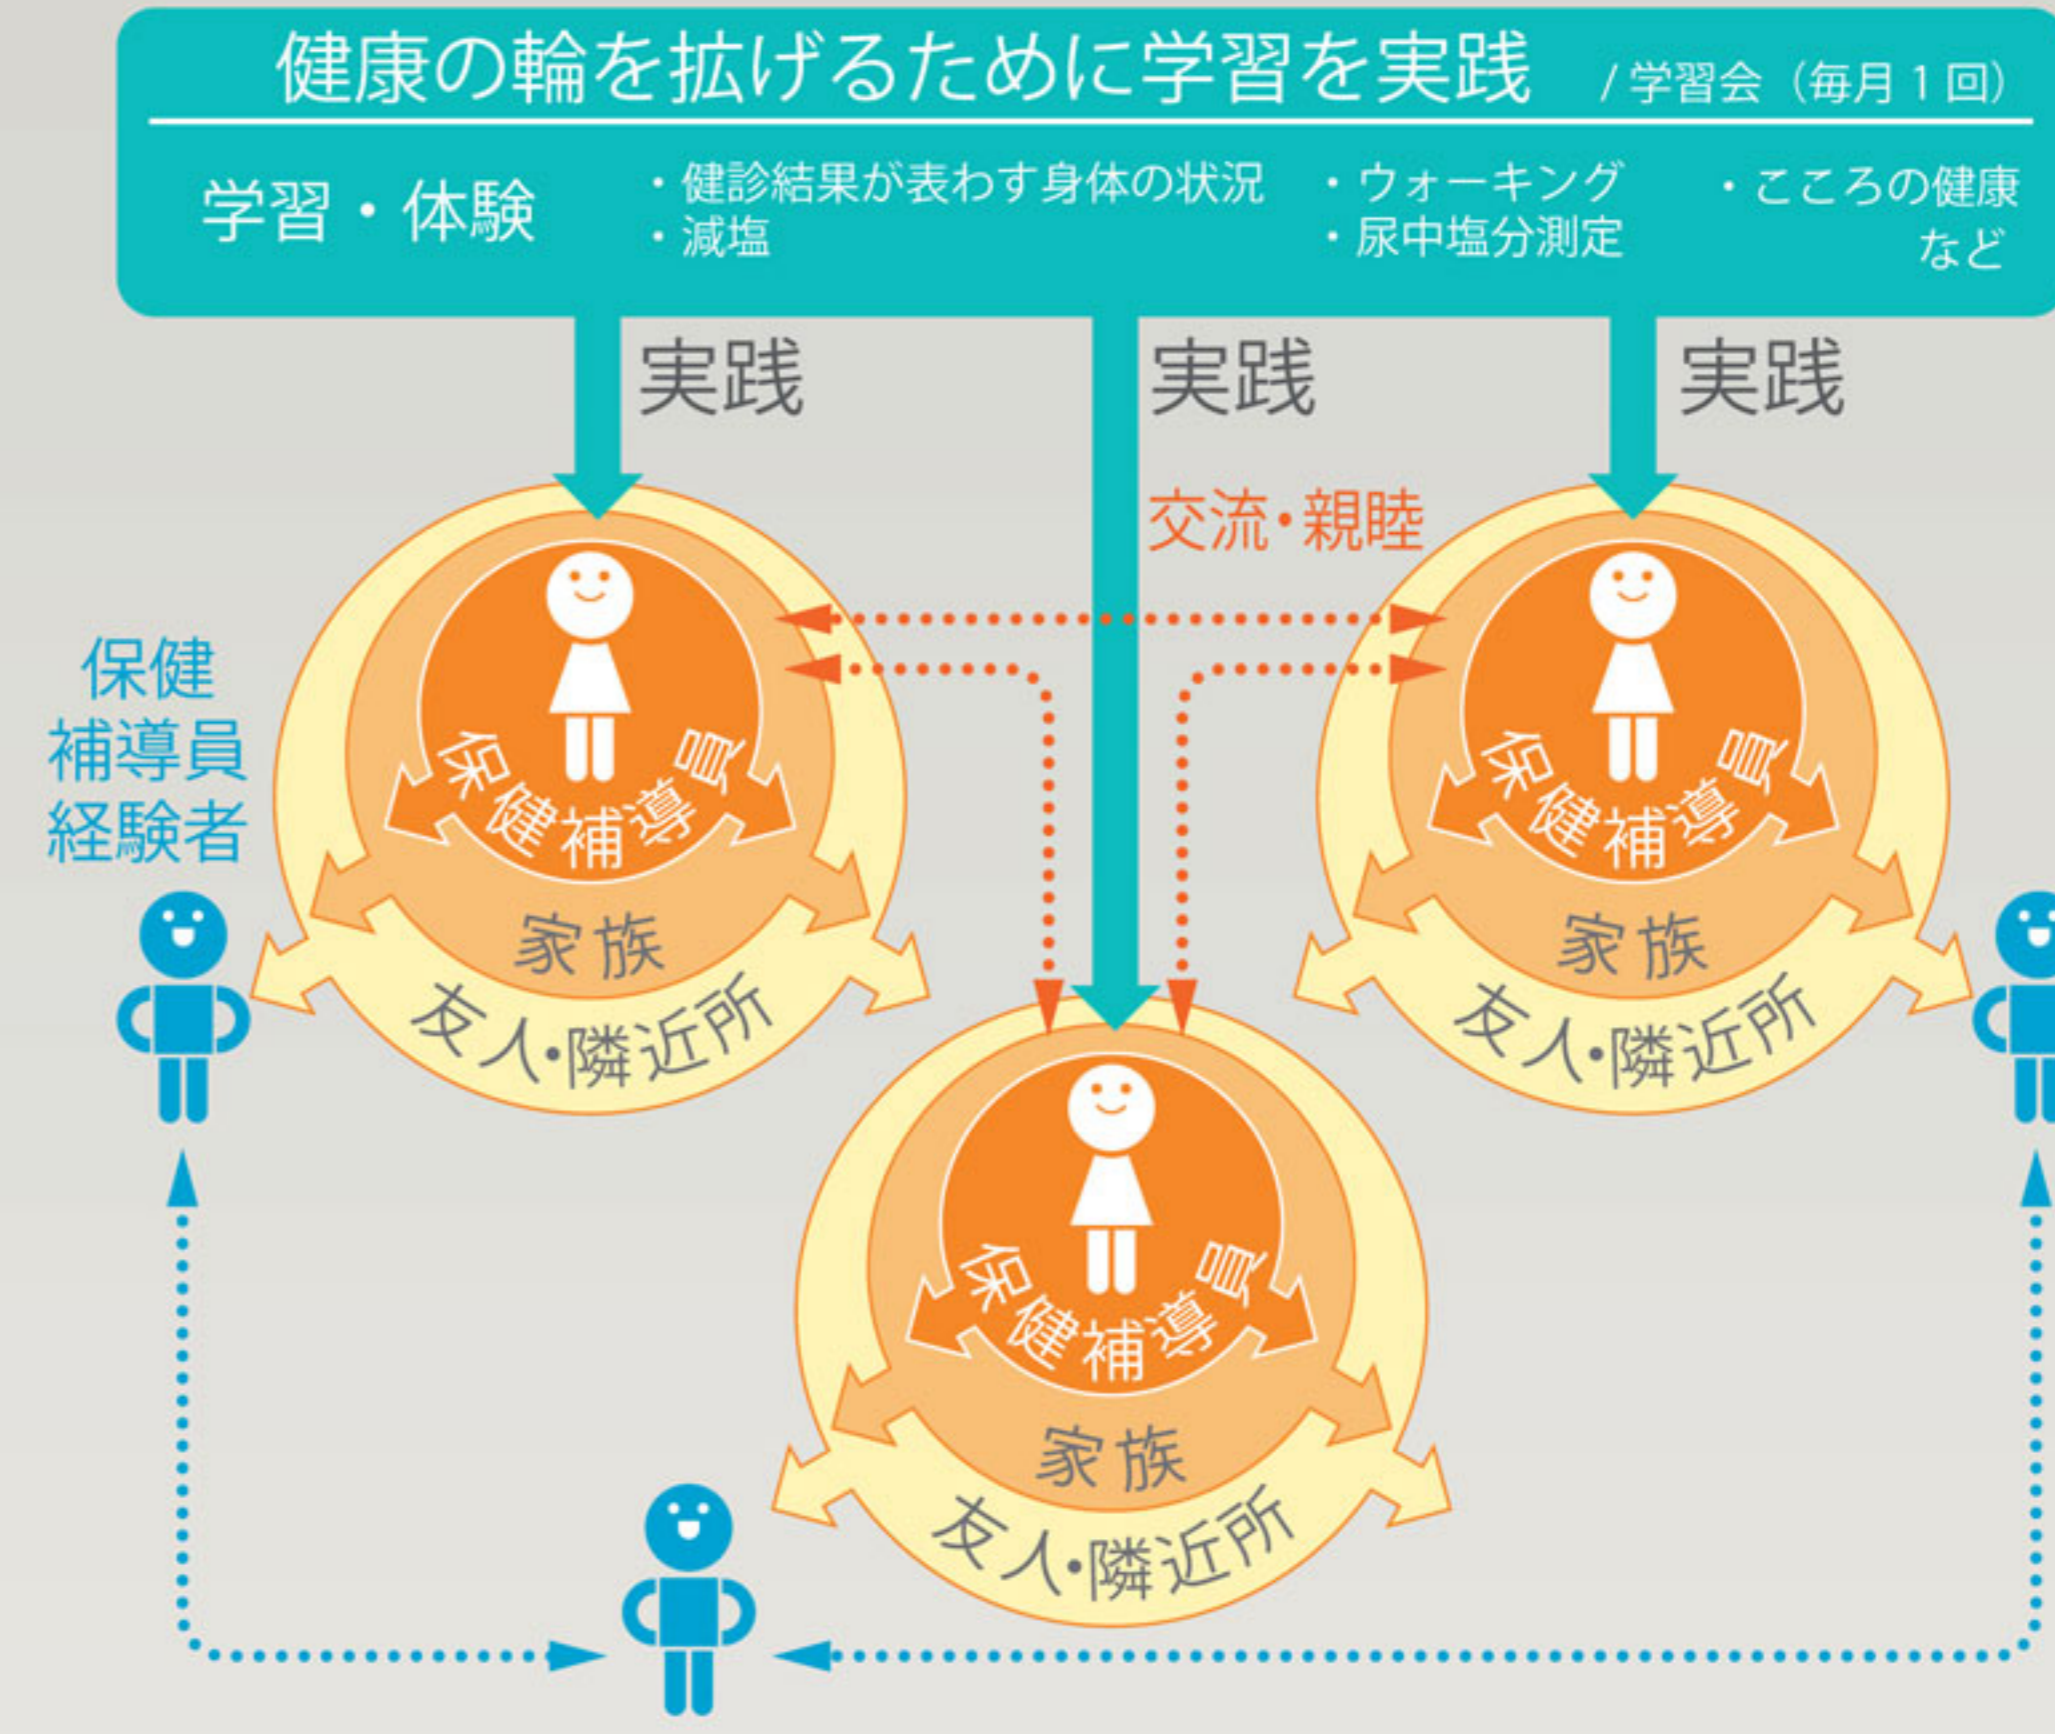 健康の輪を拡げるために学習を実践 / 学習会（毎月1回）
学習・体験
・健診結果が表わす身体の状況
・減塩
・ウォーキング
・尿中塩分測定
・こころの健康
など
実践
実践
実践
交流・親睦
保健
補導員
経験者
保健補導員
家族
友人・隣近所
保健補導員
家族
友人・隣近所
保健補導員
家族
友人・隣近所